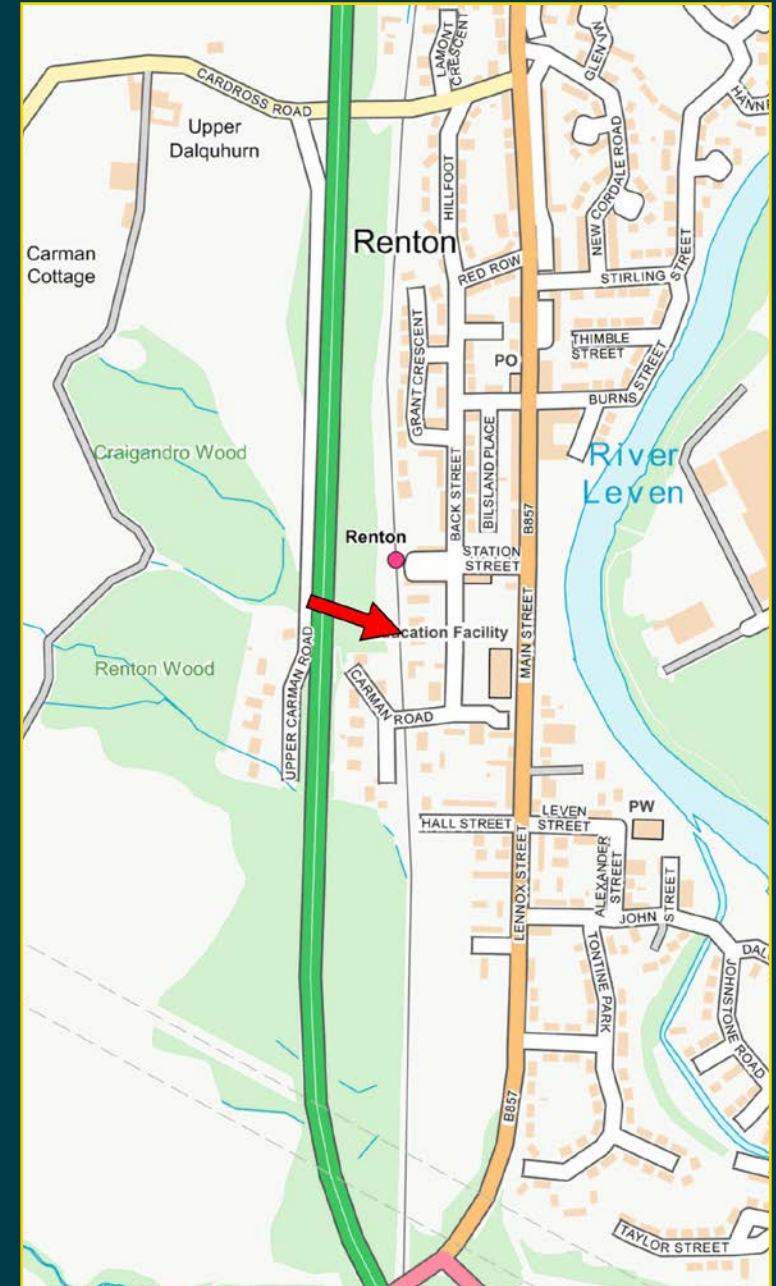 LAMONT
CRESCENT
GLEN
CARDROSS ROAD
Upper
Dalquhurn
NEW CORDALE ROAD
HILLFOOT
Carman
Cottage
Renton
RED ROW
STIRLING
STREET
GRANT CRESCENT
THIMBLE
STREET
PO
BURNS STREET
Craigandro Wood
River
Leven
BACK STREET
BILSLAND PLACE
B857
Renton
STATION
STREET
Education Facility
MAIN STREET
Renton Wood
UPPER CARMAN ROAD
CARMAN ROAD
HALL STREET
LEVEN
STREET
PW
LENNOX STREET
ALEXANDER
STREET
JOHN STREET
TONTINE PARK
JOHNSTONE ROAD
B857
TAYLOR STREET